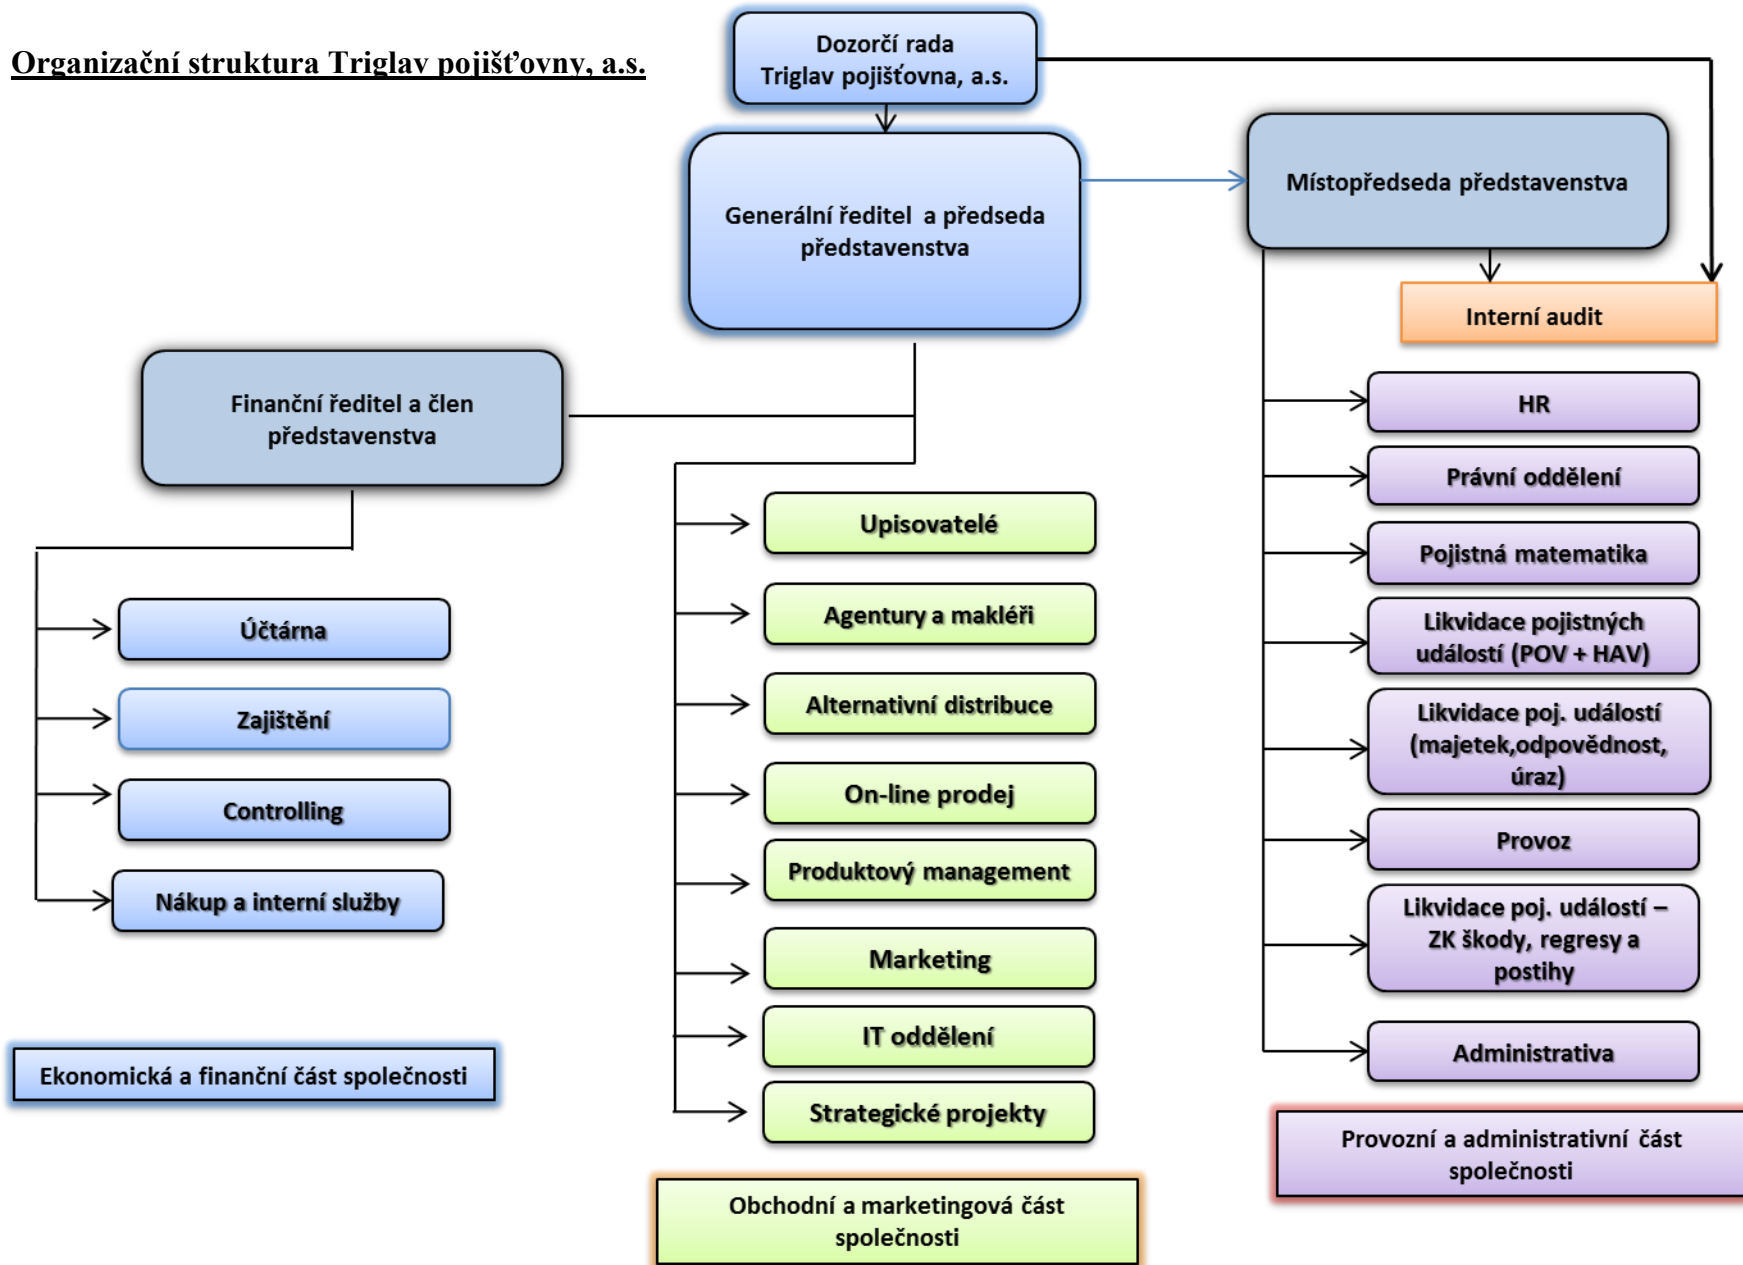 Organizační struktura Triglav pojišťovny, a.s.
Dozorčí rada
Triglav pojišťovna, a.s.
Generální ředitel a předseda
představenstva
Místopředseda představenstva
Interní audit
Finanční ředitel a člen
představenstva
Účtárna
Zajištění
Controlling
Nákup a interní služby
Ekonomická a finanční část společnosti
Upisovatelé
Agentury a makléři
Alternativní distribuce
On-line prodej
Produktový management
Marketing
IT oddělení
Strategické projekty
Obchodní a marketingová část
společnosti
HR
Právní oddělení
Pojistná matematika
Likvidace pojistných
událostí (POV + HAV)
Likvidace poj. událostí
(majetek,odpovědnost,
úraz)
Provoz
Likvidace poj. událostí –
ZK škody, regresy a
postihy
Administrativa
Provozní a administrativní část
společnosti